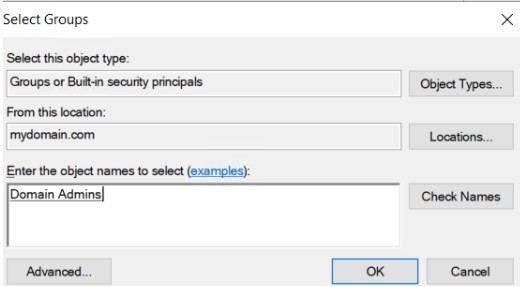 Select Groups
Select this object type:
Groups or Built-in security principals
Object Types...
From this location:
mydomain.com
Locations...
Enter the object names to select (examples):
Domain Admins
Check Names
Advanced...
OK
Cancel